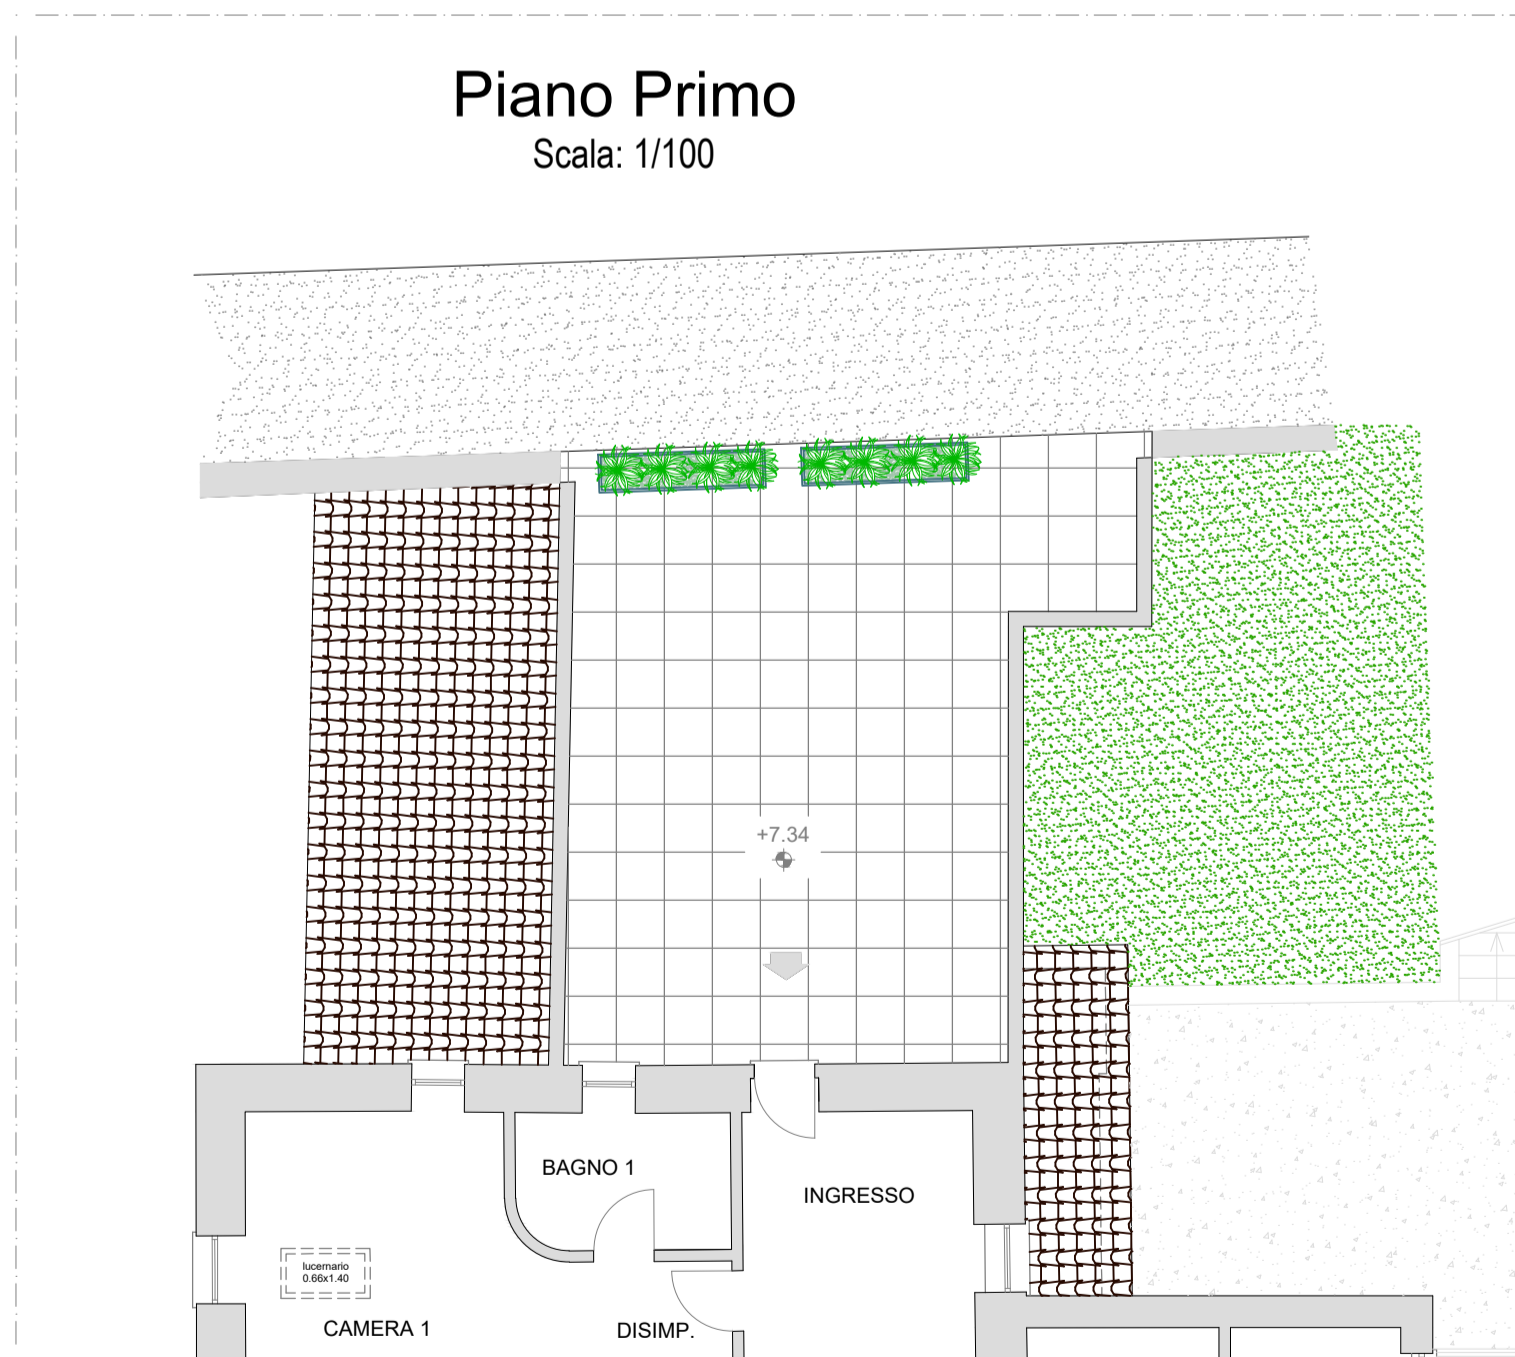 Piano Primo
Scala: 1/100
+7.34
BAGNO 1
INGRESSO
lucernario
0.66x1.40
CAMERA 1
DISIMP.